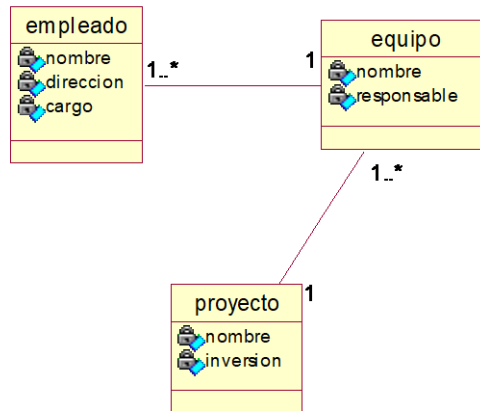 empleado
nombre
direccion
cargo
1..*
1
equipo
nombre
responsable
1..*
1
proyecto
nombre
inversion